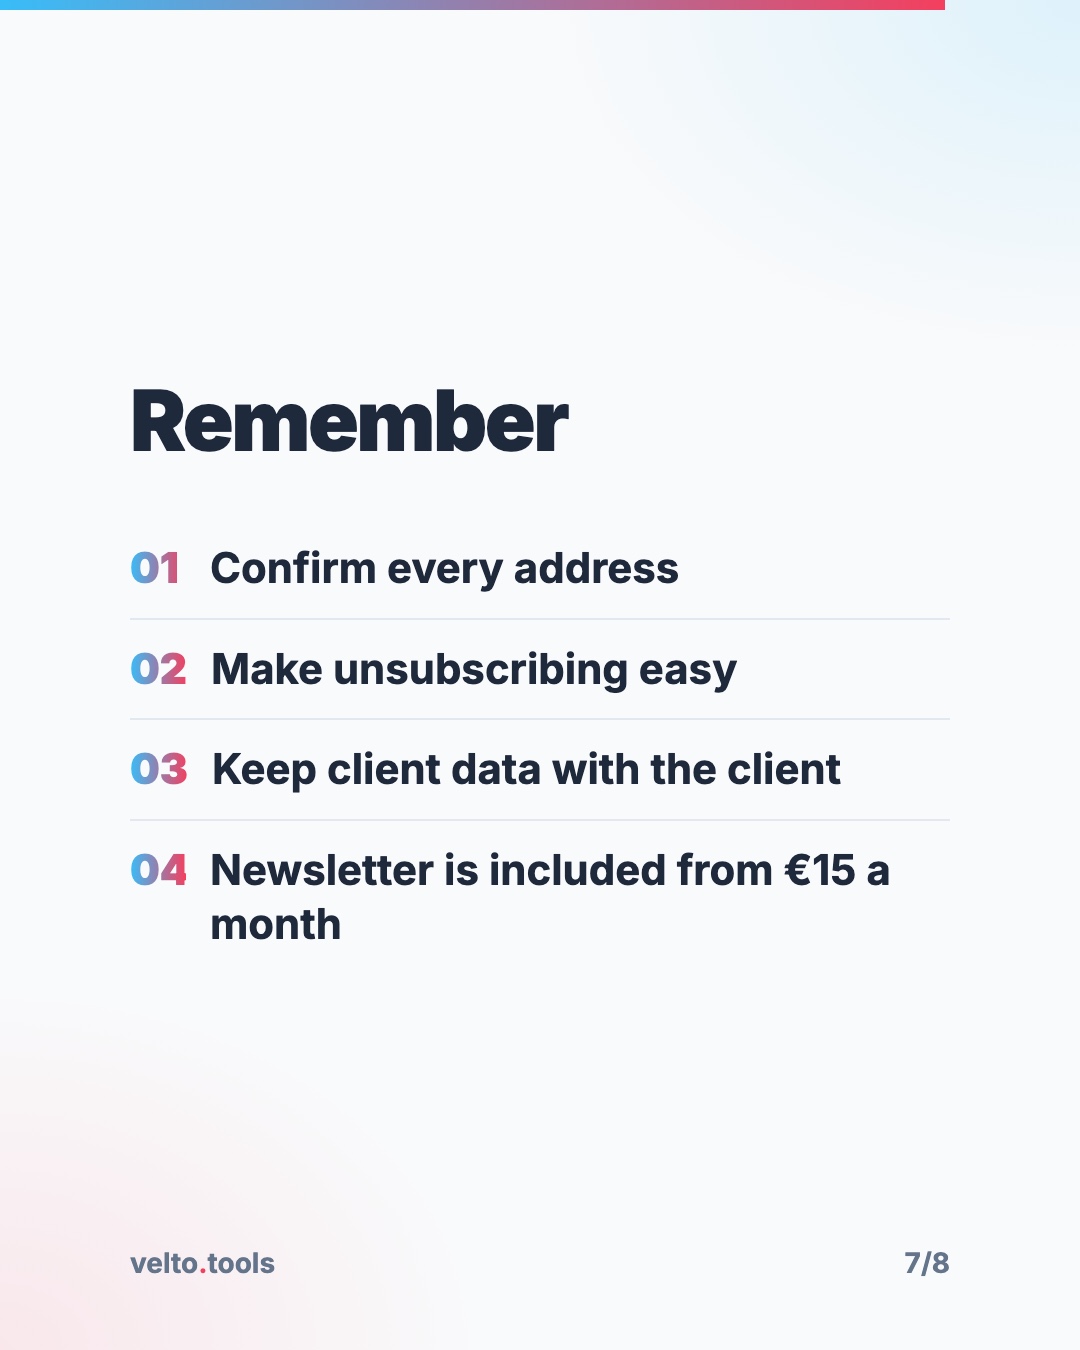 Remember
01 Confirm every address
02 Make unsubscribing easy
03 Keep client data with the client
04 Newsletter is included from €15 a
month
velto.tools
7/8